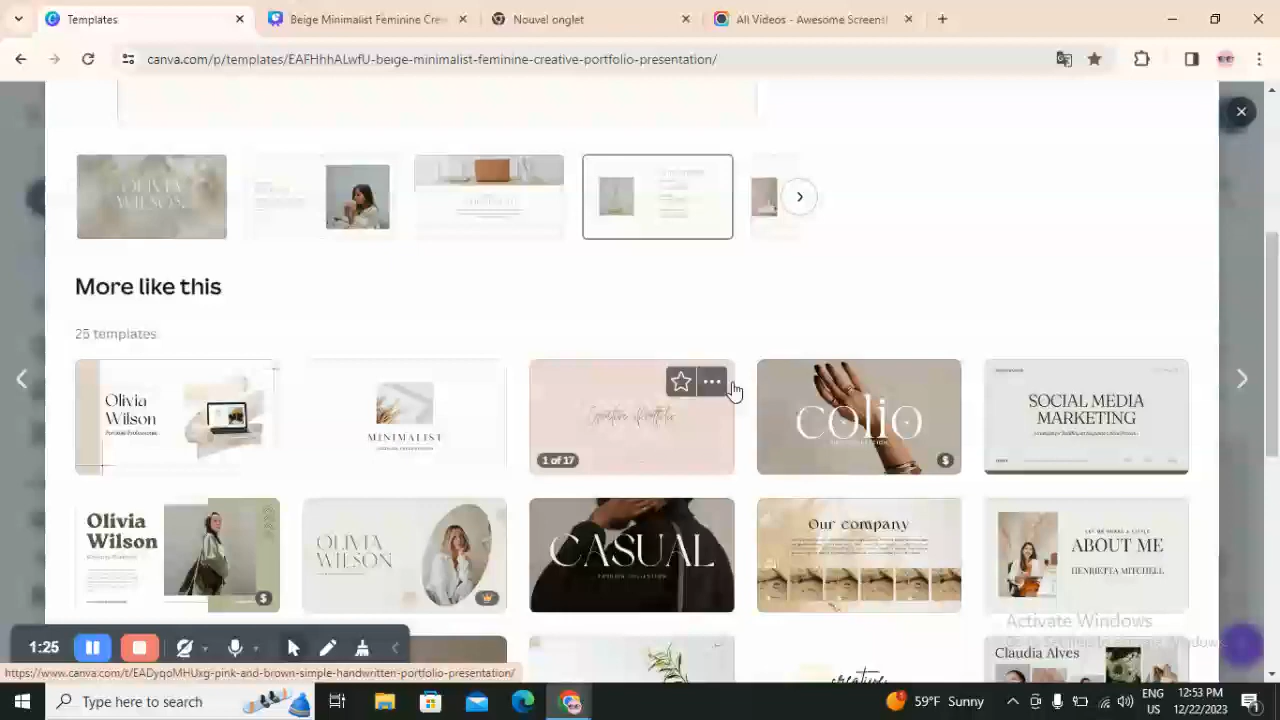 Templates
Beige Minimalist Feminine Cre
Nouvel onglet
All Videos - Awesome Screens
canva.com/p/templates/EAFHhhALwfU-beige-minimalist-feminine-creative-portfolio-presentation/
OLIVIA
WILSON
More like this
25 templates
Olivia
Wilson
MINIMALIST
Creative Portfolio
1 of 17
colio
$
SOCIAL MEDIA
MARKETING
Olivia
Wilson
$
OLIVIA
WILSON
CASUAL
Our company
ABOUT ME
HENRIETTA MITCHELL
Activate Windows
Claudia Alves
creative
1:25
https://www.canva.com/t/EADyqoMHUxg-pink-and-brown-simple-handwritten-portfolio-presentation/
Type here to search
59°F Sunny
ENG
US
12:53 PM
12/22/2023